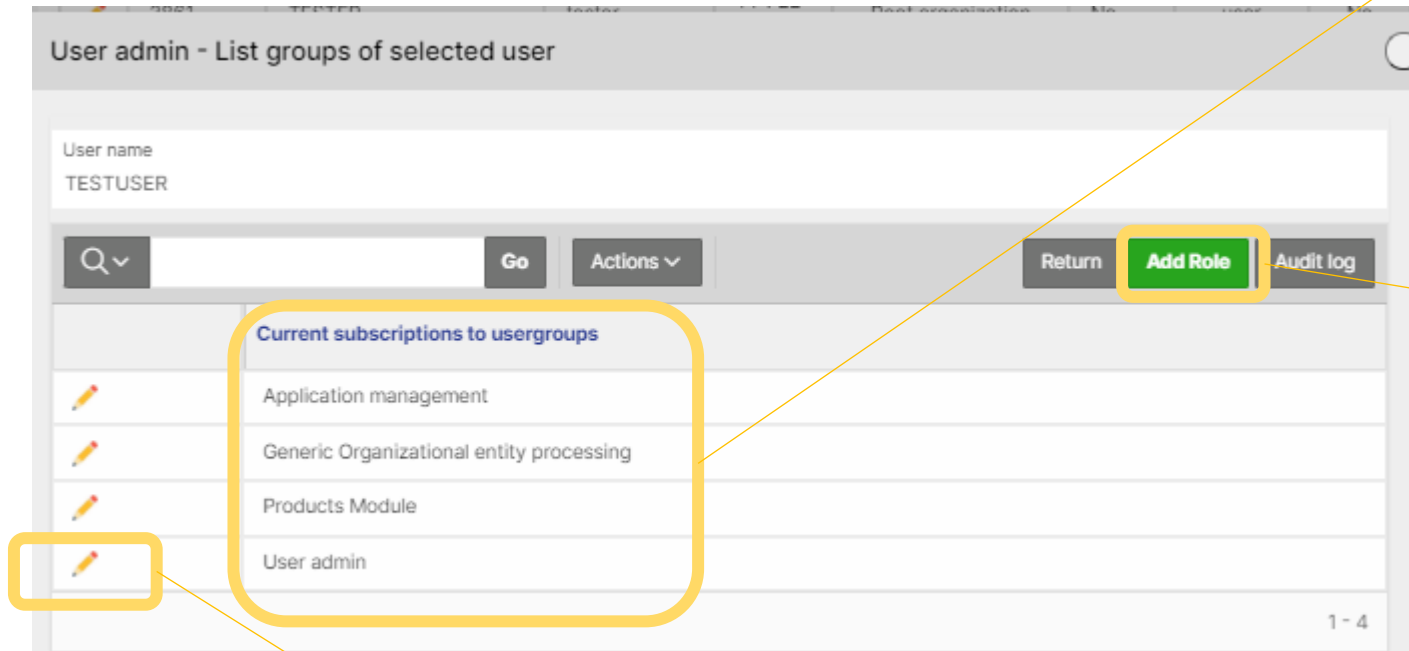 User admin - List groups of selected user
User name
TESTUSER
Go Actions Return Add Role Audit log
Current subscriptions to usergroups
Application management
Generic Organizational entity processing
Products Module
User admin
1 - 4